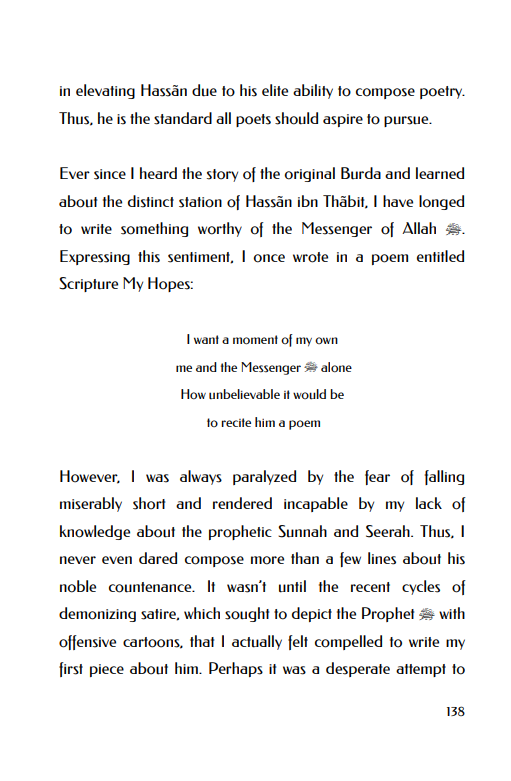 in elevating Hassãn due to his elite ability to compose poetry.
Thus, he is the standard all poets should aspire to pursue.
Ever since I heard the story of the original Burda and learned
about the distinct station of Hassãn ibn Thãbit, I have longed
to write something worthy of the Messenger of Allah ﷺ.
Expressing this sentiment, I once wrote in a poem entitled
Scripture My Hopes:
I want a moment of my own
me and the Messenger ﷺ alone
How unbelievable it would be
to recite him a poem
However, I was always paralyzed by the fear of falling
miserably short and rendered incapable by my lack of
knowledge about the prophetic Sunnah and Seerah. Thus, I
never even dared compose more than a few lines about his
noble countenance. It wasn't until the recent cycles of
demonizing satire, which sought to depict the Prophet ﷺ with
offensive cartoons, that I actually felt compelled to write my
first piece about him. Perhaps it was a desperate attempt to
138